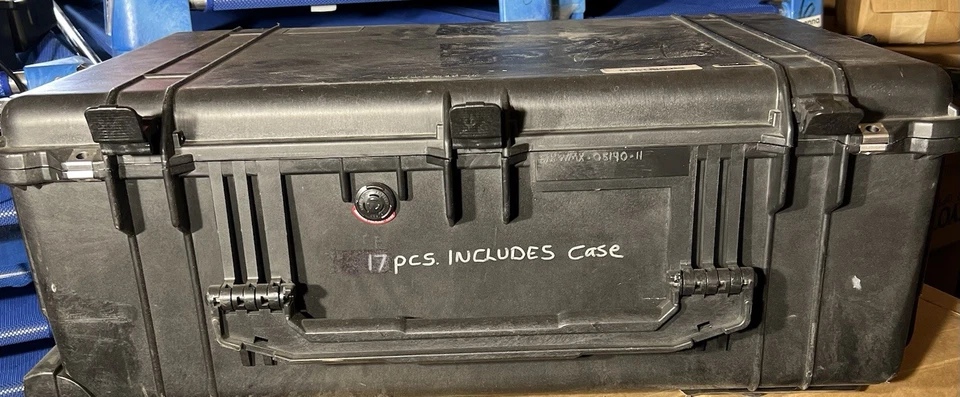 WMX-05190-11
17 pcs. INCLUDES Case